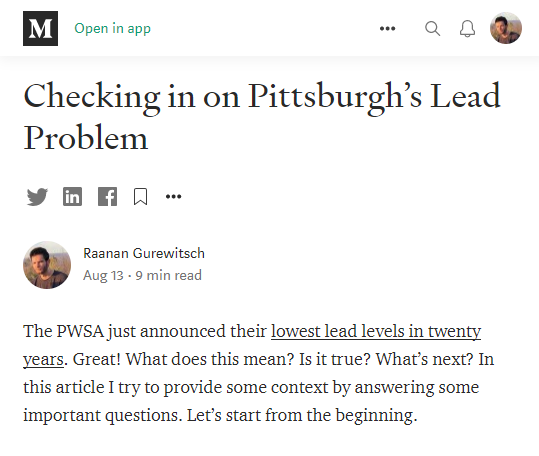 M Open in app
Checking in on Pittsburgh’s Lead
Problem
in
Raanan Gurewitsch
Aug 13 · 9 min read
The PWSA just announced their lowest lead levels in twenty
years. Great! What does this mean? Is it true? What’s next? In
this article I try to provide some context by answering some
important questions. Let’s start from the beginning.